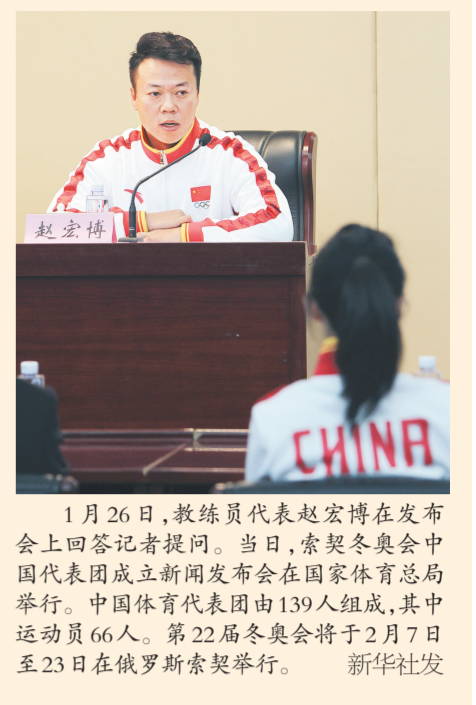 赵宏博
CHINA
1月26日,教练员代表赵宏博在发布
会上回答记者提问。当日,索契冬奥会中
国代表团成立新闻发布会在国家体育总局
举行。中国体育代表团由139人组成,其中
运动员66人。第22届冬奥会将于2月7日
至23日在俄罗斯索契举行。 新华社发